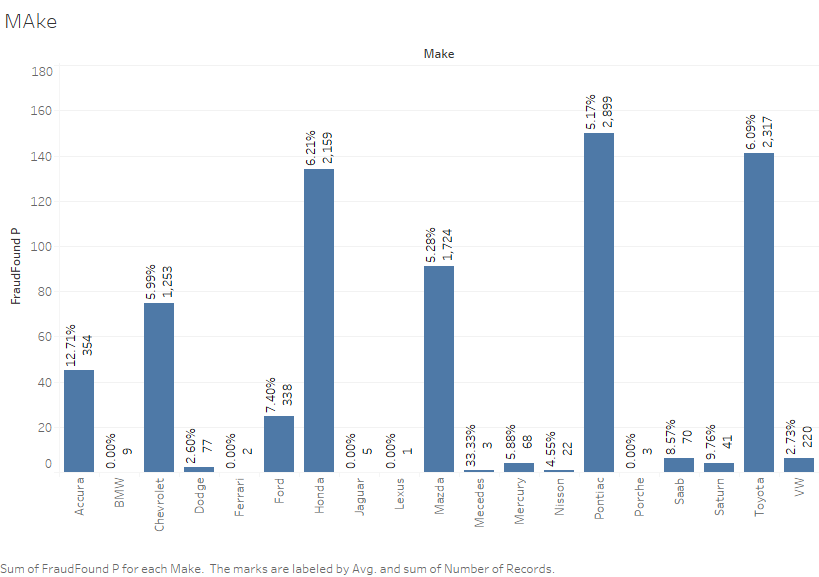 MAke
Make
FraudFound P
180
160
140
120
100
80
60
40
20
0
12.71%
354
0.00%
9
5.99%
1,253
2.60%
77
0.00%
2
7.40%
338
6.21%
2,159
0.00%
5
0.00%
1
5.28%
1,724
33.33%
3
5.88%
68
4.55%
22
5.17%
2,899
0.00%
3
8.57%
70
9.76%
41
6.09%
2,317
2.73%
220
Accura
BMW
Chevrolet
Dodge
Ferrari
Ford
Honda
Jaguar
Lexus
Mazda
Mecedes
Mercury
Nisson
Pontiac
Porche
Saab
Saturn
Toyota
VW
Sum of FraudFound P for each Make. The marks are labeled by Avg. and sum of Number of Records.